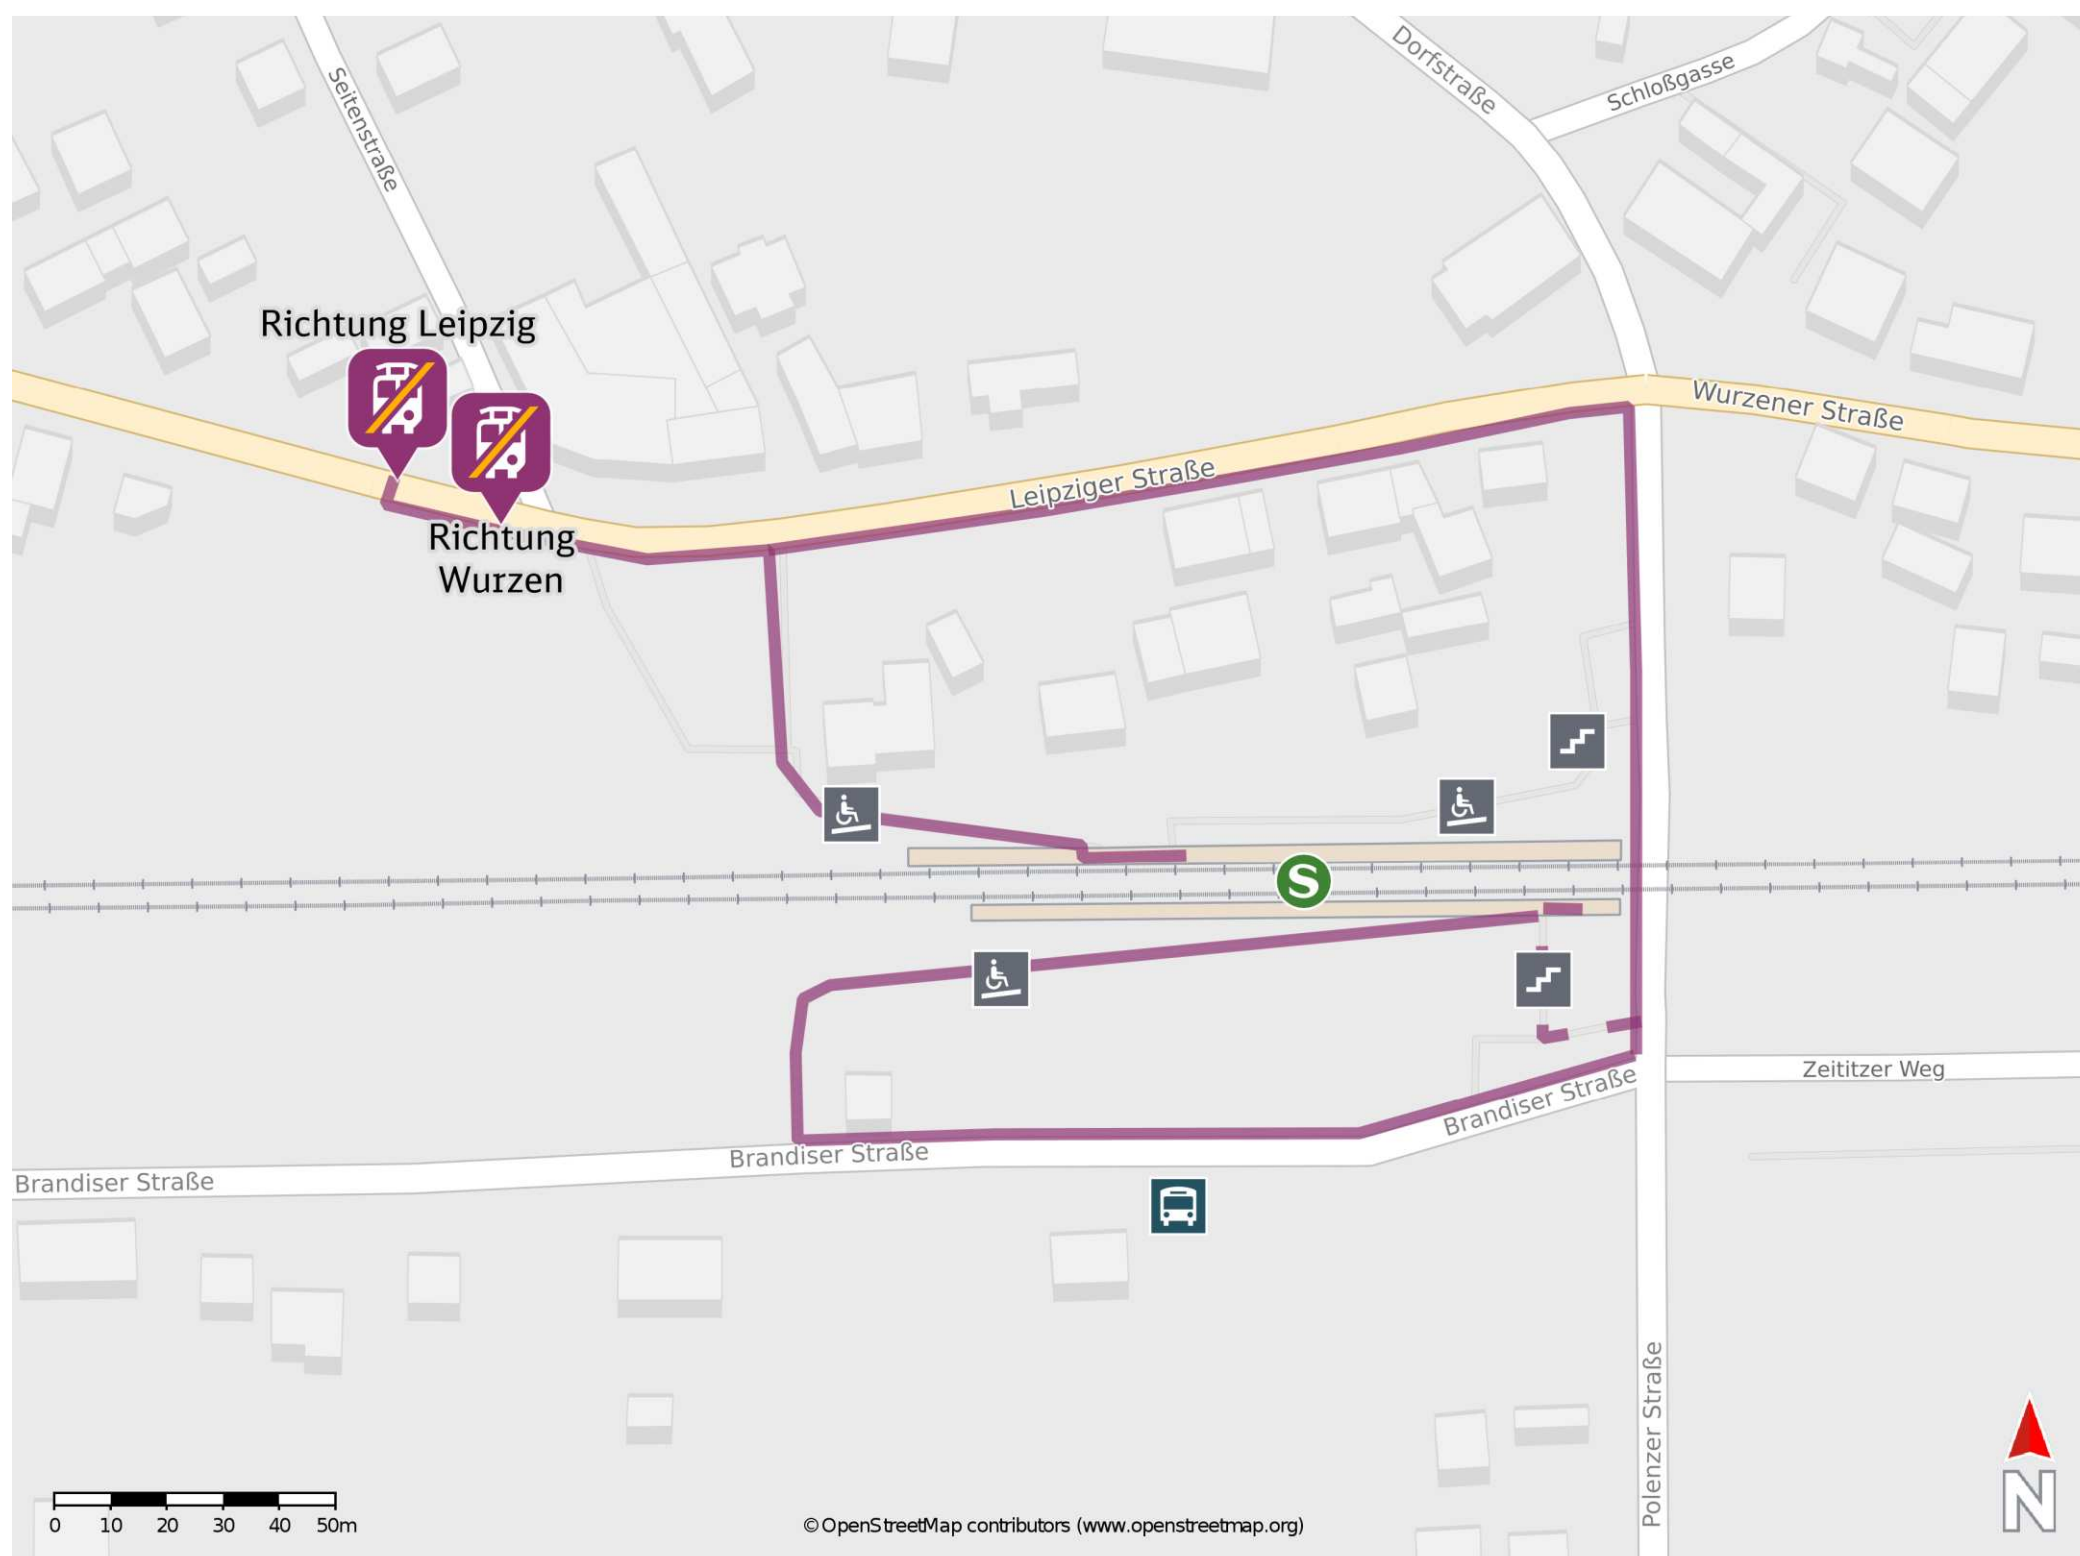 Dorfstraße
Schloßgasse
Seitenstraße
Richtung Leipzig
Wurzener Straße
Leipziger Straße
Richtung
Wurzen
S
Zeititzer Weg
Brandiser Straße
Brandiser Straße
Brandiser Straße
Polenzer Straße
0 10 20 30 40 50m
© OpenStreetMap contributors (www.openstreetmap.org)
N